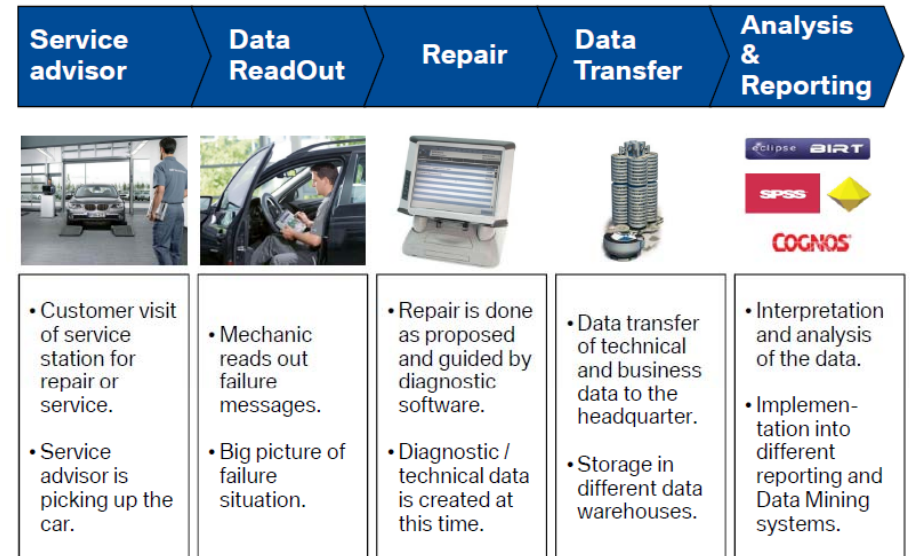 Service
advisor
Data
ReadOut
Repair
Data
Transfer
Analysis
&
Reporting
eclipse BIRT
SPSS
COGNOS
• Customer visit
of service
station for
repair or
service.
• Service
advisor is
picking up the
car.
• Mechanic
reads out
failure
messages.
• Big picture of
failure
situation.
• Repair is done
as proposed
and guided by
diagnostic
software.
• Diagnostic /
technical data
is created at
this time.
• Data transfer
of technical
and business
data to the
headquarter.
• Storage in
different data
warehouses.
• Interpretation
and analysis
of the data.
• Implemen-
tation into
different
reporting and
Data Mining
systems.